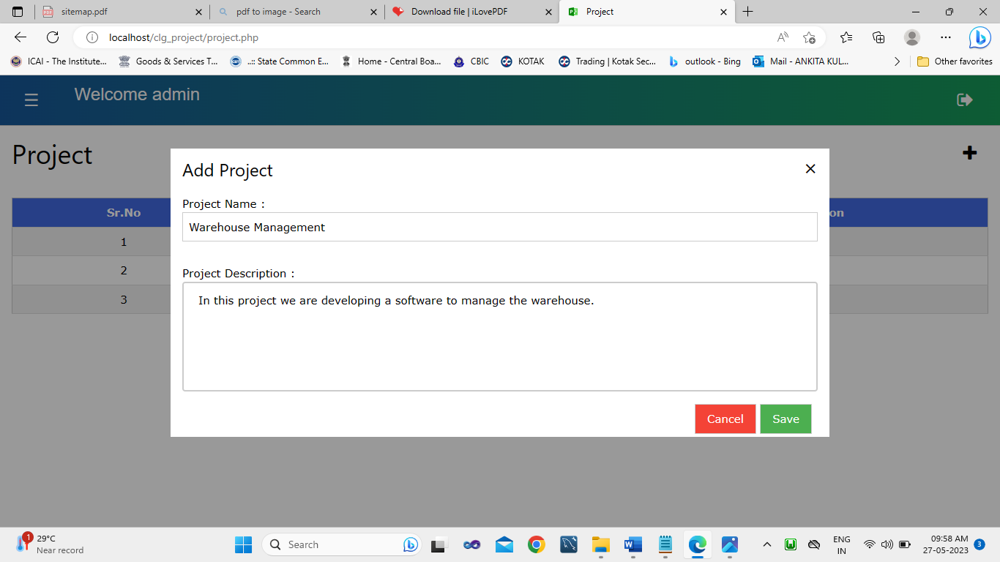 sitemap.pdf
pdf to image - Search
Download file | iLovePDF
Project
localhost/clg_project/project.php
ICAI - The Institute...
Goods & Services T...
..:: State Common E...
Home - Central Boa...
CBIC
KOTAK
Trading | Kotak Sec...
outlook - Bing
Mail - ANKITA KUL...
Other favorites
Welcome admin
Project
Add Project
Project Name :
Sr.No
on
Warehouse Management
1
2
Project Description :
3
In this project we are developing a software to manage the warehouse.
Cancel
Save
1
29°C
Near record
Search
ENG
IN
09:58 AM
27-05-2023
3